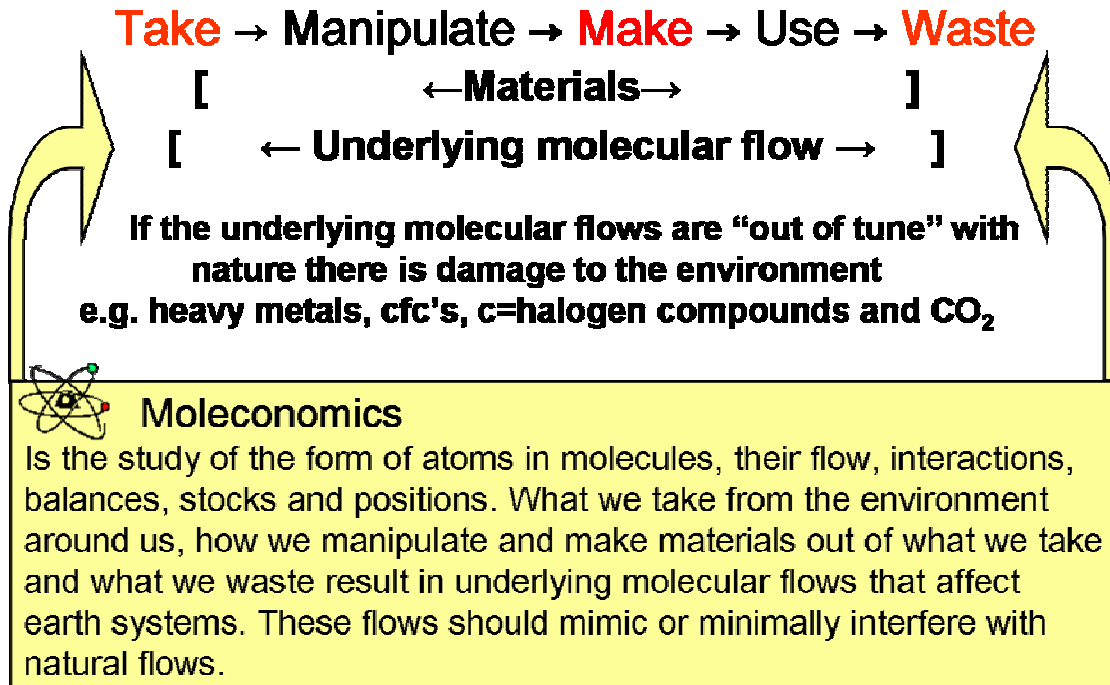 Take → Manipulate → Make → Use → Waste
[ ←Materials→ ]
[ ← Underlying molecular flow → ]
If the underlying molecular flows are “out of tune” with
nature there is damage to the environment
e.g. heavy metals, cfc’s, c=halogen compounds and CO₂
Moleconomics
Is the study of the form of atoms in molecules, their flow, interactions,
balances, stocks and positions. What we take from the environment
around us, how we manipulate and make materials out of what we take
and what we waste result in underlying molecular flows that affect
earth systems. These flows should mimic or minimally interfere with
natural flows.